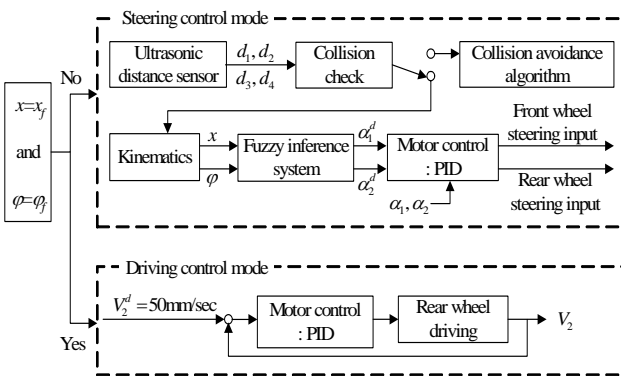 Steering control mode
Ultrasonic
distance sensor
d₁, d₂
d₃, d₄
Collision
check
Collision avoidance
algorithm
No
x=x_f
and
φ=φ_f
Kinematics
x
φ
Fuzzy inference
system
α₁ᵈ
α₂ᵈ
Motor control
: PID
α₁, α₂
Front wheel
steering input
Rear wheel
steering input
Driving control mode
V₂ᵈ = 50mm/sec
Motor control
: PID
Rear wheel
driving
V₂
Yes